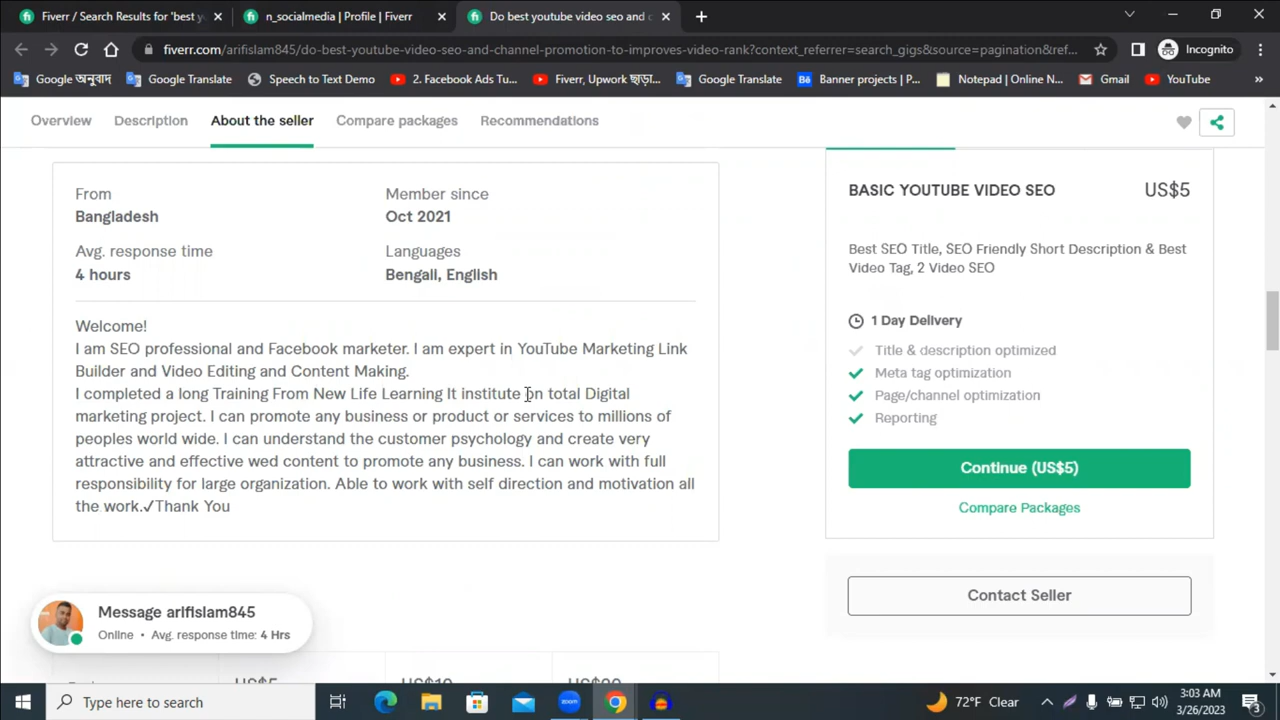 Fiverr / Search Results for 'best y
n_socialmedia | Profile | Fiverr
Do best youtube video seo and c
fiverr.com/arifislam845/do-best-youtube-video-seo-and-channel-promotion-to-improves-video-rank?context_referrer=search_gigs&source=pagination&ref...
Incognito
Google অনুবাদ
Google Translate
Speech to Text Demo
2. Facebook Ads Tu...
Fiverr, Upwork ছাড়া...
Google Translate
Banner projects | P...
Notepad | Online N...
Gmail
YouTube
»
Overview
Description
About the seller
Compare packages
Recommendations
From
Bangladesh
Member since
Oct 2021
Avg. response time
4 hours
Languages
Bengali, English
Welcome!
I am SEO professional and Facebook marketer. I am expert in YouTube Marketing Link
Builder and Video Editing and Content Making.
I completed a long Training From New Life Learning It institute on total Digital
marketing project. I can promote any business or product or services to millions of
peoples world wide. I can understand the customer psychology and create very
attractive and effective wed content to promote any business. I can work with full
responsibility for large organization. Able to work with self direction and motivation all
the work.✓Thank You
BASIC YOUTUBE VIDEO SEO
US$5
Best SEO Title, SEO Friendly Short Description & Best
Video Tag, 2 Video SEO
1 Day Delivery
Title & description optimized
Meta tag optimization
Page/channel optimization
Reporting
Continue (US$5)
Compare Packages
Contact Seller
Message arifislam845
Online • Avg. response time: 4 Hrs
US$5
US$10
US$20
Type here to search
zoom
72°F Clear
3:03 AM
3/26/2023
3